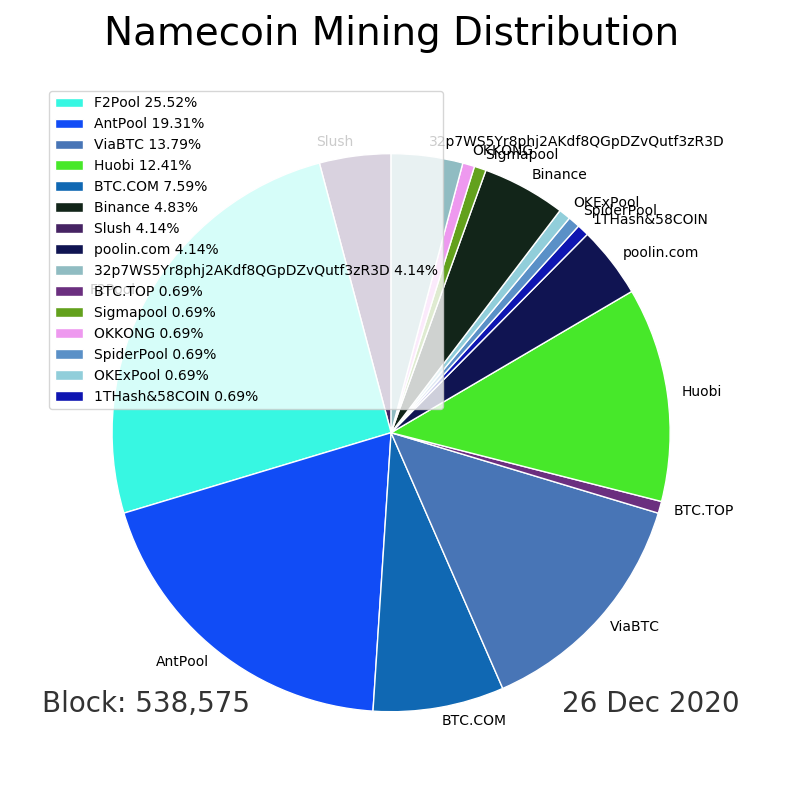 Namecoin Mining Distribution
F2Pool 25.52%
AntPool 19.31%
ViaBTC 13.79%
Huobi 12.41%
BTC.COM 7.59%
Binance 4.83%
Slush 4.14%
poolin.com 4.14%
32p7WS5Yr8phj2AKdf8QGpDZvQutf3zR3D 4.14%
BTC.TOP 0.69%
Sigmapool 0.69%
OKKONG 0.69%
SpiderPool 0.69%
OKExPool 0.69%
1THash&58COIN 0.69%
Slush
32p7WS5Yr8phj2AKdf8QGpDZvQutf3zR3D
OKKONG
Sigmapool
Binance
OKExPool
SpiderPool
1THash&58COIN
poolin.com
F2Pool
Huobi
BTC.TOP
ViaBTC
AntPool
BTC.COM
Block: 538,575
26 Dec 2020